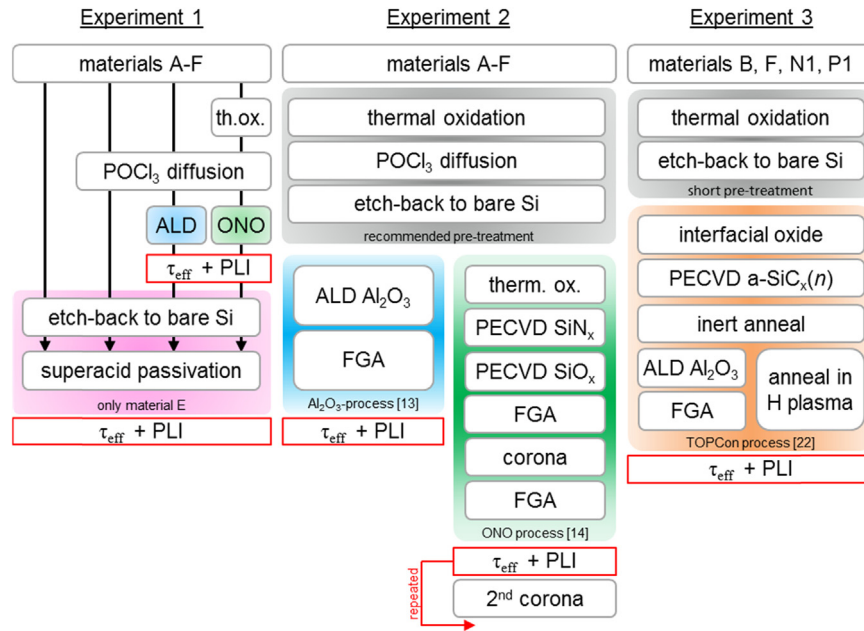 Experiment 1
materials A-F
th.ox.
POCl₃ diffusion
ALD
ONO
τeff + PLI
etch-back to bare Si
superacid passivation
only material E
τeff + PLI
Experiment 2
materials A-F
thermal oxidation
POCl₃ diffusion
etch-back to bare Si
recommended pre-treatment
ALD Al₂O₃
FGA
Al₂O₃-process [13]
τeff + PLI
therm. ox.
PECVD SiNₓ
PECVD SiOₓ
FGA
corona
FGA
ONO process [14]
τeff + PLI
repeated
2nd corona
Experiment 3
materials B, F, N1, P1
thermal oxidation
etch-back to bare Si
short pre-treatment
interfacial oxide
PECVD a-SiCₓ(n)
inert anneal
ALD Al₂O₃
FGA
anneal in
H plasma
TOPCon process [22]
τeff + PLI